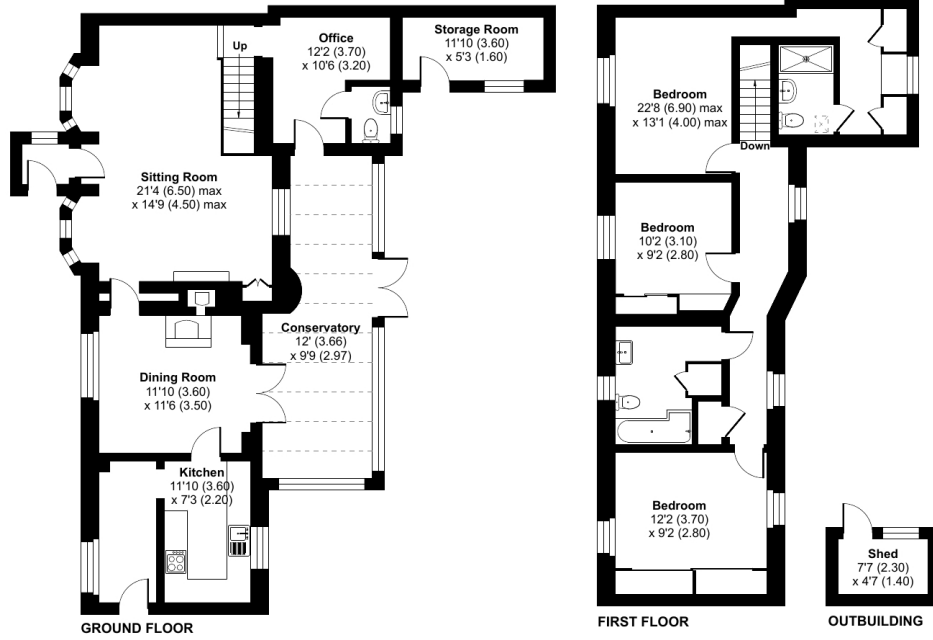 Up
Office
12'2 (3.70)
x 10'6 (3.20)
Storage Room
11'10 (3.60)
x 5'3 (1.60)
Sitting Room
21'4 (6.50) max
x 14'9 (4.50) max
Conservatory
12' (3.66)
x 9'9 (2.97)
Dining Room
11'10 (3.60)
x 11'6 (3.50)
Kitchen
11'10 (3.60)
x 7'3 (2.20)
GROUND FLOOR
Bedroom
22'8 (6.90) max
x 13'1 (4.00) max
Down
Bedroom
10'2 (3.10)
x 9'2 (2.80)
Bedroom
12'2 (3.70)
x 9'2 (2.80)
FIRST FLOOR
Shed
7'7 (2.30)
x 4'7 (1.40)
OUTBUILDING